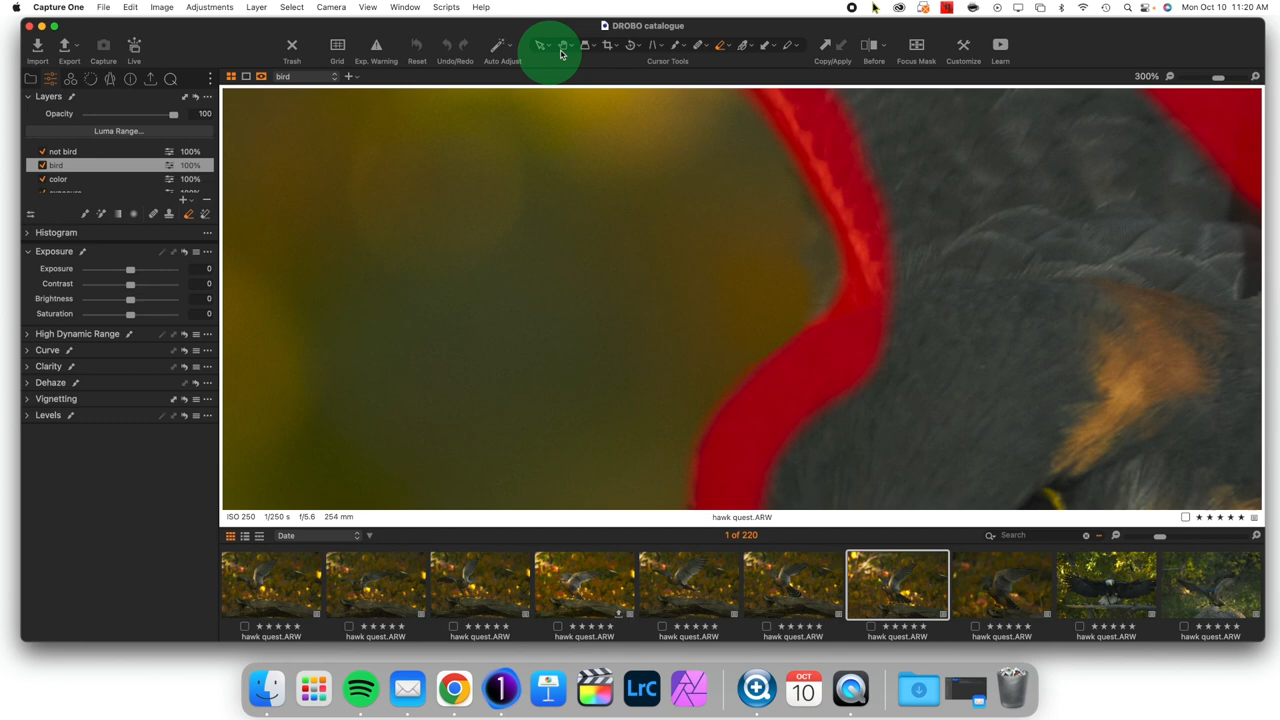 Capture One File Edit Image Adjustments Layer Select Camera View Window Scripts Help Mon Oct 10 11:20 AM
DROBO catalogue
Import Export Capture Live Trash Grid Exp. Warning Reset Undo/Redo Auto Adjust Cursor Tools Copy/Apply Before Focus Mask Customize Learn
bird 300%
Layers
Opacity 100
Luma Range...
not bird 100%
bird 100%
color 100%
Histogram
Exposure
Exposure 0
Contrast 0
Brightness 0
Saturation 0
High Dynamic Range
Curve
Clarity
Dehaze
Vignetting
Levels
ISO 250 1/250 s f/5.6 254 mm hawk quest.ARW
Date 1 of 220 Search
hawk quest.ARW hawk quest.ARW hawk quest.ARW hawk quest.ARW hawk quest.ARW hawk quest.ARW hawk quest.ARW hawk quest.ARW hawk quest.ARW hawk quest.ARW
1 LrC OCT 10